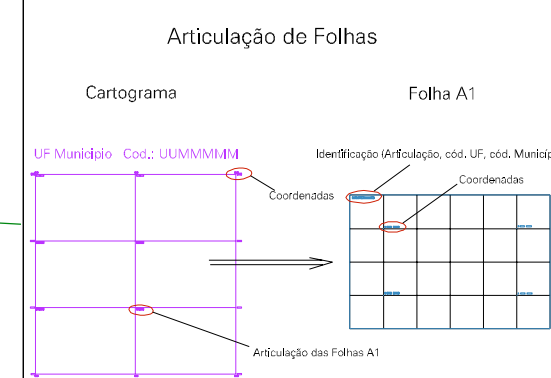 Articulação de Folhas
Cartograma
Folha A1
UF Municipio Cod.: UUMMMMM
Identificação (Articulação, cód. UF, cód. Municíp
Coordenadas
Coordenadas
Articulação das Folhas A1